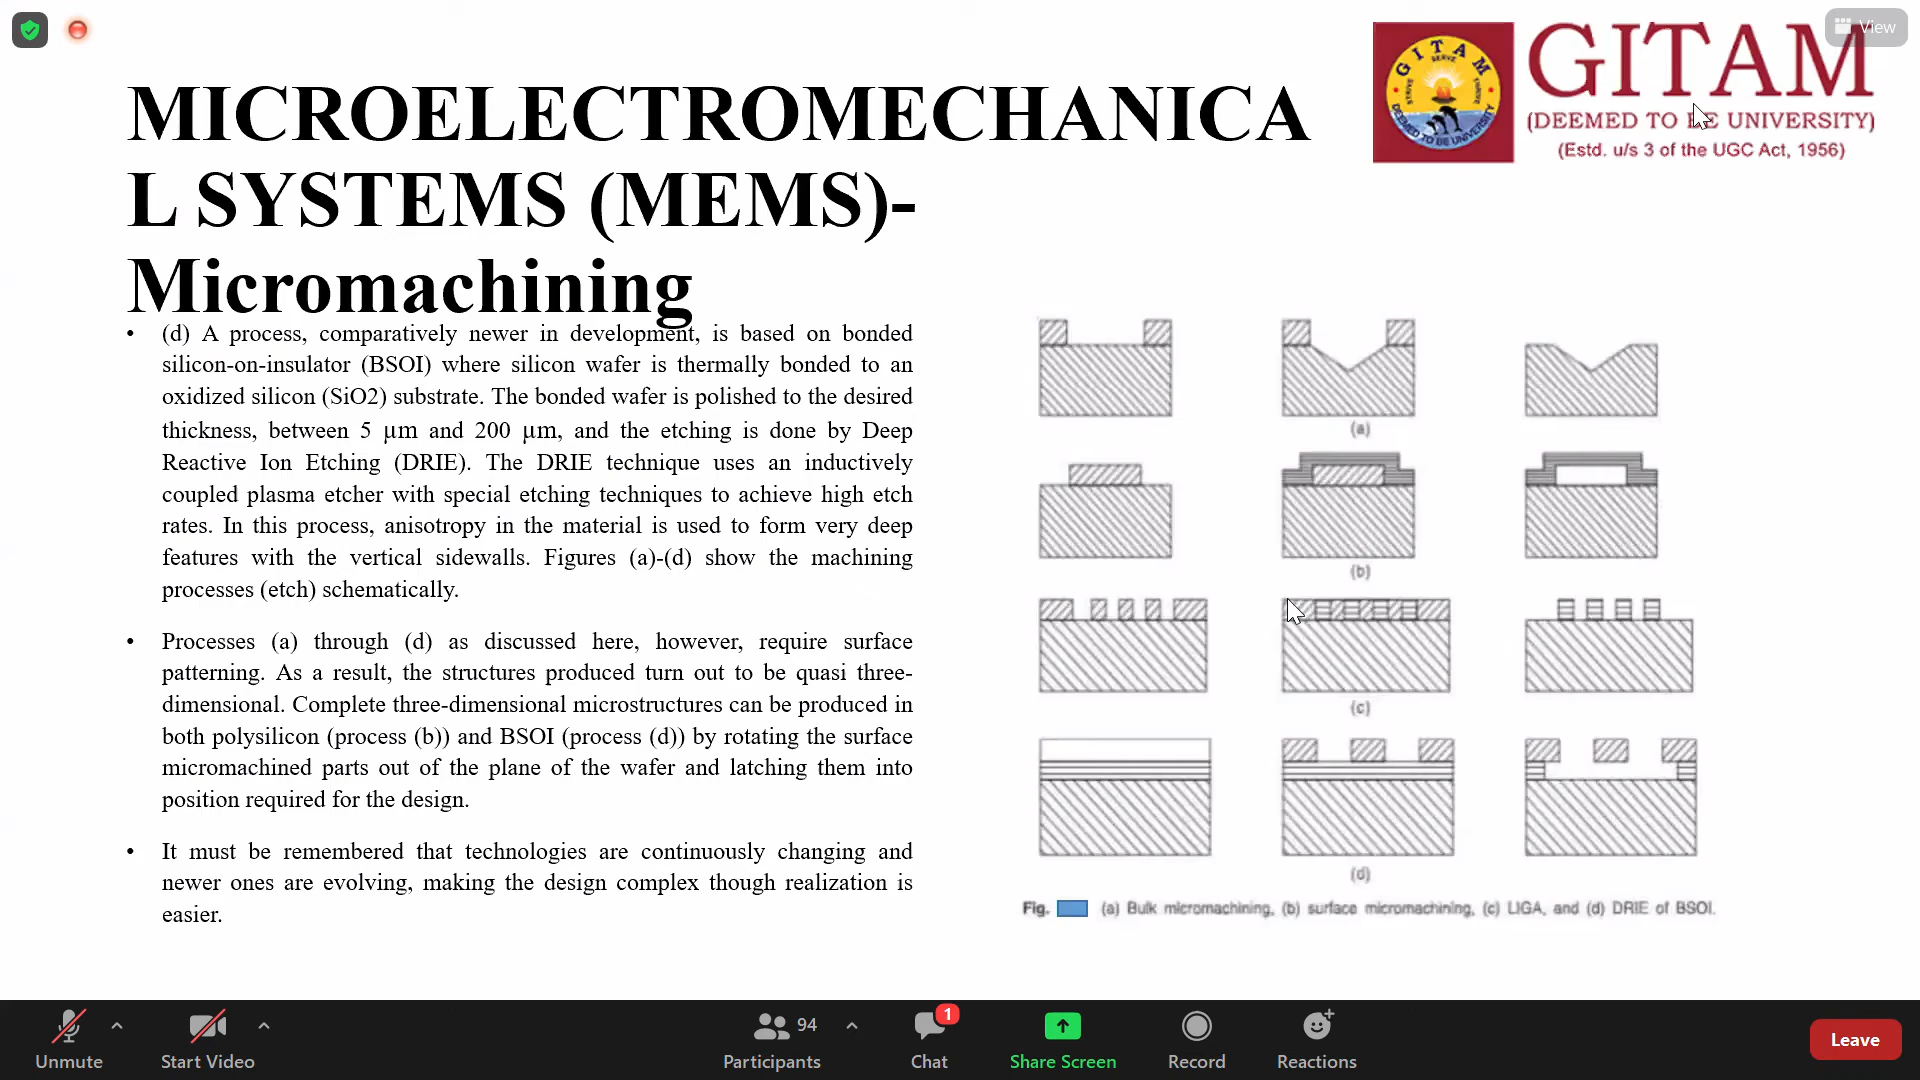 View
GITAM
(DEEMED TO BE UNIVERSITY)
(Estd. u/s 3 of the UGC Act, 1956)
GITAM
SERVE
DEEMED TO BE UNIVERSITY
MICROELECTROMECHANICA
L SYSTEMS (MEMS)-
Micromachining
• (d) A process, comparatively newer in development, is based on bonded
silicon-on-insulator (BSOI) where silicon wafer is thermally bonded to an
oxidized silicon (SiO2) substrate. The bonded wafer is polished to the desired
thickness, between 5 µm and 200 µm, and the etching is done by Deep
Reactive Ion Etching (DRIE). The DRIE technique uses an inductively
coupled plasma etcher with special etching techniques to achieve high etch
rates. In this process, anisotropy in the material is used to form very deep
features with the vertical sidewalls. Figures (a)-(d) show the machining
processes (etch) schematically.
• Processes (a) through (d) as discussed here, however, require surface
patterning. As a result, the structures produced turn out to be quasi three-
dimensional. Complete three-dimensional microstructures can be produced in
both polysilicon (process (b)) and BSOI (process (d)) by rotating the surface
micromachined parts out of the plane of the wafer and latching them into
position required for the design.
• It must be remembered that technologies are continuously changing and
newer ones are evolving, making the design complex though realization is
easier.
(a)
(b)
(c)
(d)
Fig. (a) Bulk micromachining, (b) surface micromachining, (c) LIGA, and (d) DRIE of BSOI.
Unmute
Start Video
94
Participants
1
Chat
Share Screen
Record
Reactions
Leave